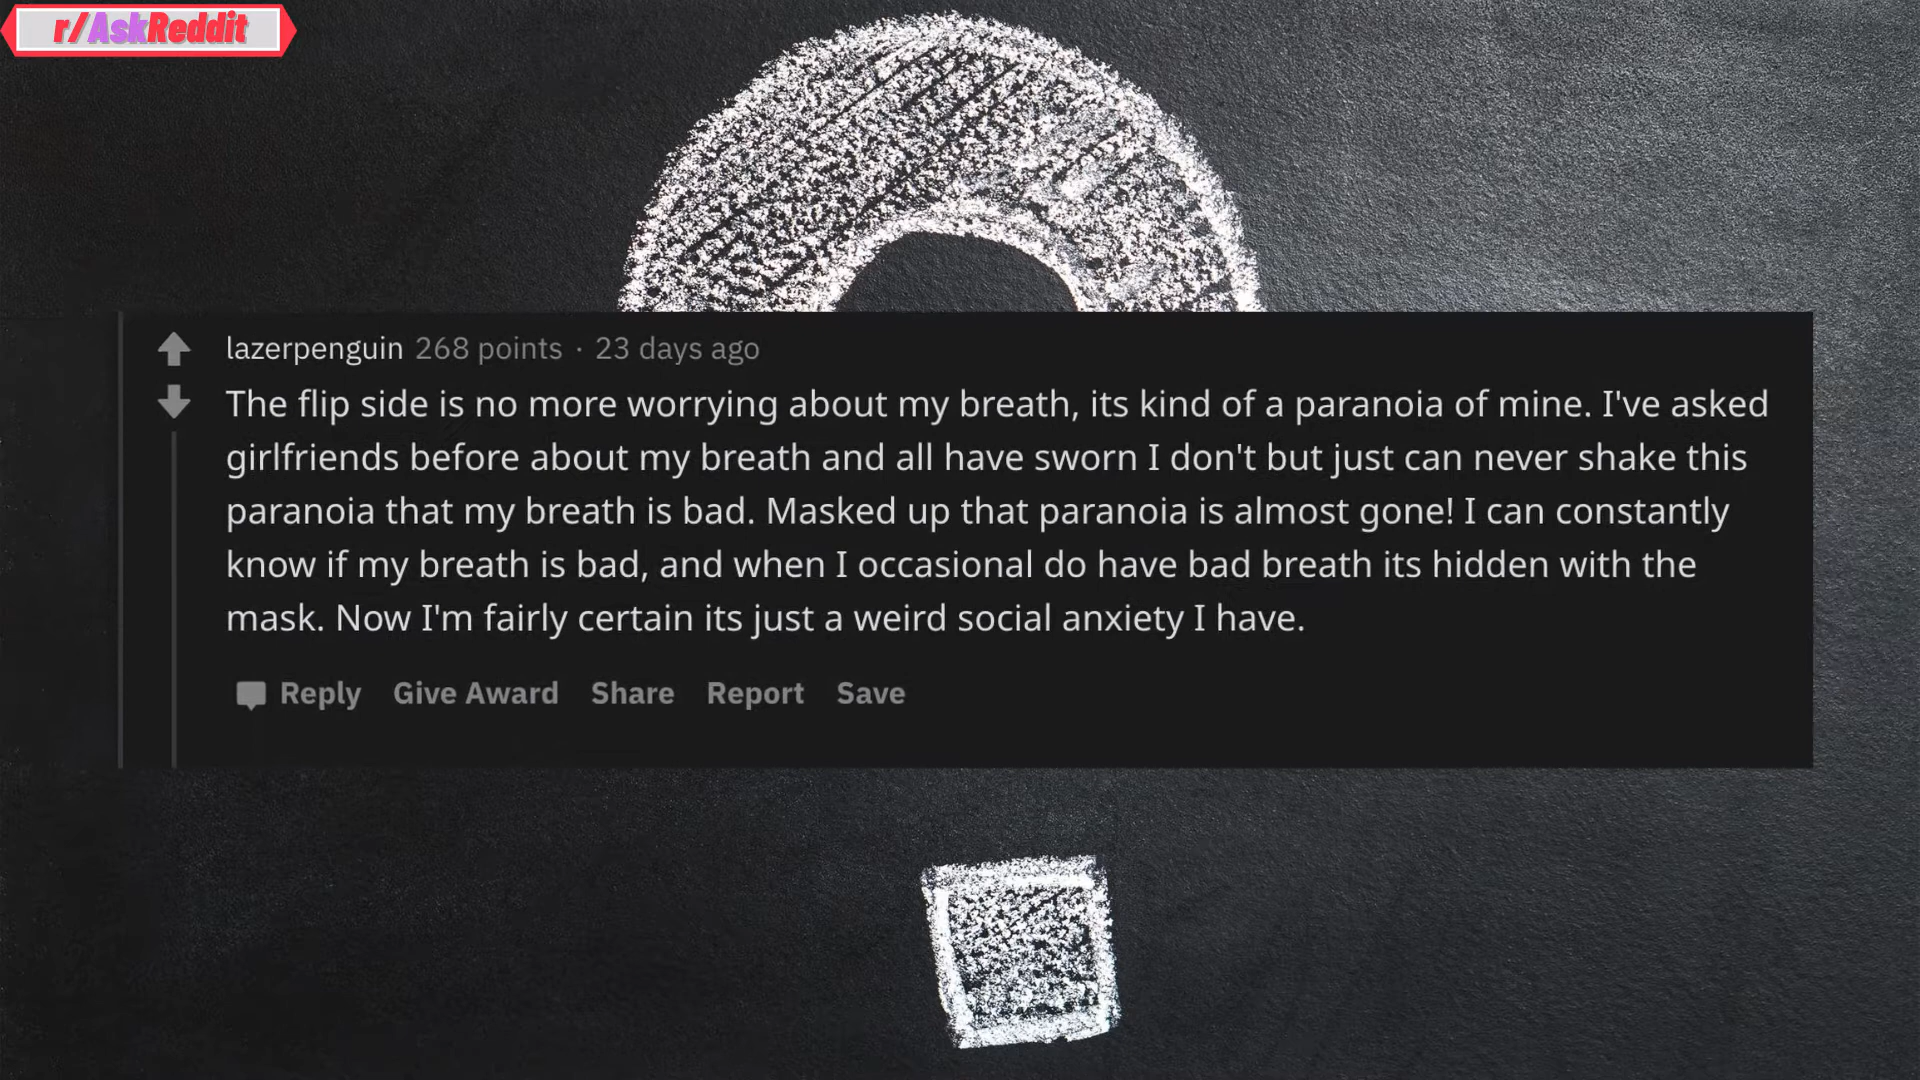 r/AskReddit
lazerpenguin 268 points · 23 days ago
The flip side is no more worrying about my breath, its kind of a paranoia of mine. I've asked
girlfriends before about my breath and all have sworn I don't but just can never shake this
paranoia that my breath is bad. Masked up that paranoia is almost gone! I can constantly
know if my breath is bad, and when I occasional do have bad breath its hidden with the
mask. Now I'm fairly certain its just a weird social anxiety I have.
Reply Give Award Share Report Save